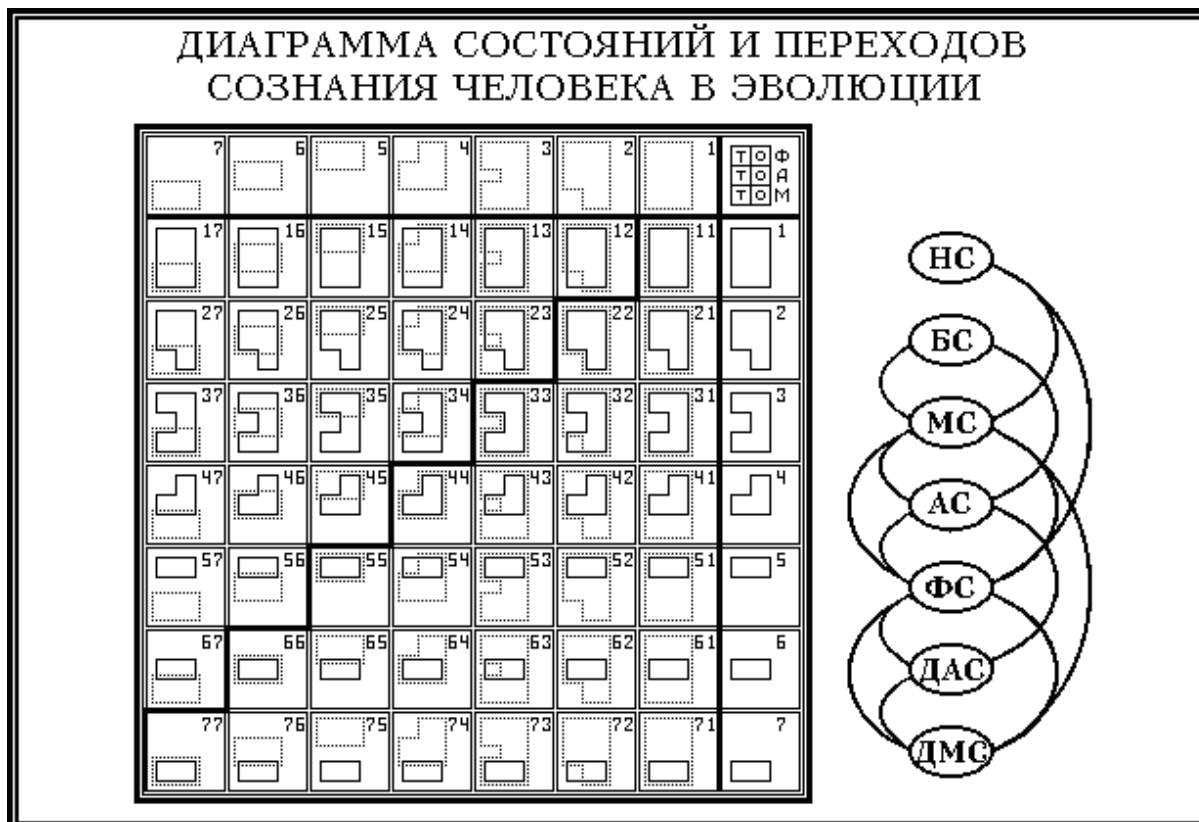 ДИАГРАММА СОСТОЯНИЙ И ПЕРЕХОДОВ
СОЗНАНИЯ ЧЕЛОВЕКА В ЭВОЛЮЦИИ
7 6 5 4 3 2 1 Т О Ф
Т О А
Т О М
17 16 15 14 13 12 11 1
27 26 25 24 23 22 21 2
37 36 35 34 33 32 31 3
47 46 45 44 43 42 41 4
57 56 55 54 53 52 51 5
67 66 65 64 63 62 61 6
77 76 75 74 73 72 71 7
НС
БС
МС
АС
ФС
ДАС
ДМС